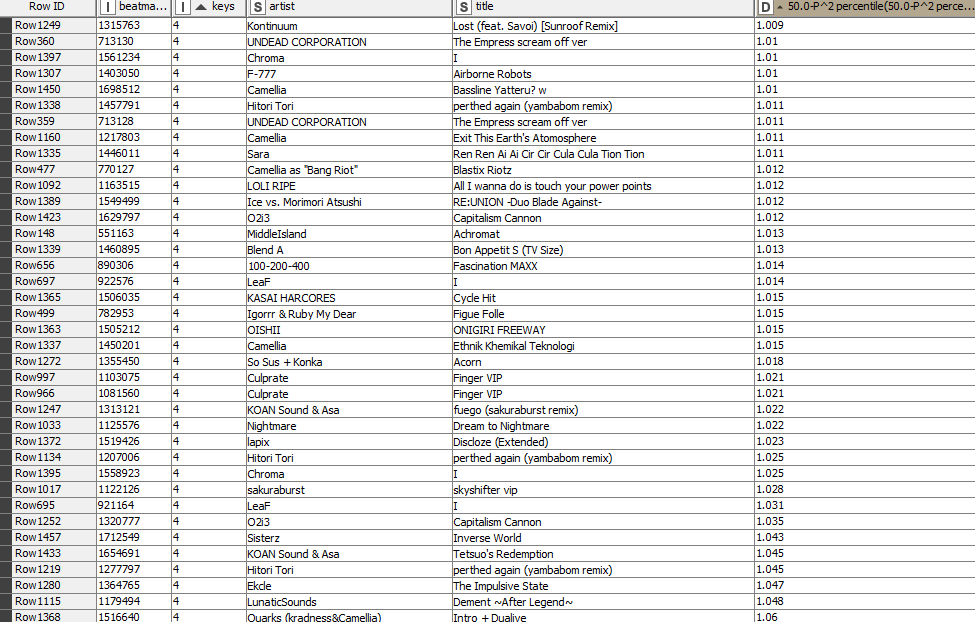 Row ID I beatma... I keys S artist S title D 50.0-P^2 percentile(50.0-P^2 perce...
Row1249 1315763 4 Kontinuum Lost (feat. Savoi) [Sunroof Remix] 1.009
Row360 713130 4 UNDEAD CORPORATION The Empress scream off ver 1.01
Row1397 1561234 4 Chroma I 1.01
Row1307 1403050 4 F-777 Airborne Robots 1.01
Row1450 1698512 4 Camellia Bassline Yatteru? w 1.01
Row1338 1457791 4 Hitori Tori perthed again (yambabom remix) 1.011
Row359 713128 4 UNDEAD CORPORATION The Empress scream off ver 1.011
Row1160 1217803 4 Camellia Exit This Earth's Atomosphere 1.011
Row1335 1446011 4 Sara Ren Ren Ai Ai Cir Cir Cula Cula Tion Tion 1.011
Row477 770127 4 Camellia as "Bang Riot" Blastix Riotz 1.012
Row1092 1163515 4 LOLI RIPE All I wanna do is touch your power points 1.012
Row1389 1549499 4 Ice vs. Morimori Atsushi RE:UNION -Duo Blade Against- 1.012
Row1423 1629797 4 O2i3 Capitalism Cannon 1.012
Row148 551163 4 MiddleIsland Achromat 1.013
Row1339 1460895 4 Blend A Bon Appetit S (TV Size) 1.013
Row656 890306 4 100-200-400 Fascination MAXX 1.014
Row697 922576 4 LeaF I 1.014
Row1365 1506035 4 KASAI HARCORES Cycle Hit 1.015
Row499 782953 4 Igorrr & Ruby My Dear Figue Folle 1.015
Row1363 1505212 4 OISHII ONIGIRI FREEWAY 1.015
Row1337 1450201 4 Camellia Ethnik Khemikal Teknologi 1.015
Row1272 1355450 4 So Sus + Konka Acorn 1.018
Row997 1103075 4 Culprate Finger VIP 1.021
Row966 1081560 4 Culprate Finger VIP 1.021
Row1247 1313121 4 KOAN Sound & Asa fuego (sakuraburst remix) 1.022
Row1033 1125576 4 Nightmare Dream to Nightmare 1.022
Row1372 1519426 4 lapix Discloze (Extended) 1.023
Row1134 1207006 4 Hitori Tori perthed again (yambabom remix) 1.025
Row1395 1558923 4 Chroma I 1.025
Row1017 1122126 4 sakuraburst skyshifter vip 1.028
Row695 921164 4 LeaF I 1.031
Row1252 1320777 4 O2i3 Capitalism Cannon 1.035
Row1457 1712549 4 Sisterz Inverse World 1.043
Row1433 1654691 4 KOAN Sound & Asa Tetsuo's Redemption 1.045
Row1219 1277797 4 Hitori Tori perthed again (yambabom remix) 1.045
Row1280 1364765 4 Ekcle The Impulsive State 1.047
Row1115 1179494 4 LunaticSounds Dement ~After Legend~ 1.048
Row1368 1516640 4 Quarks (kradness&Camellia) Intro + Dualive 1.06